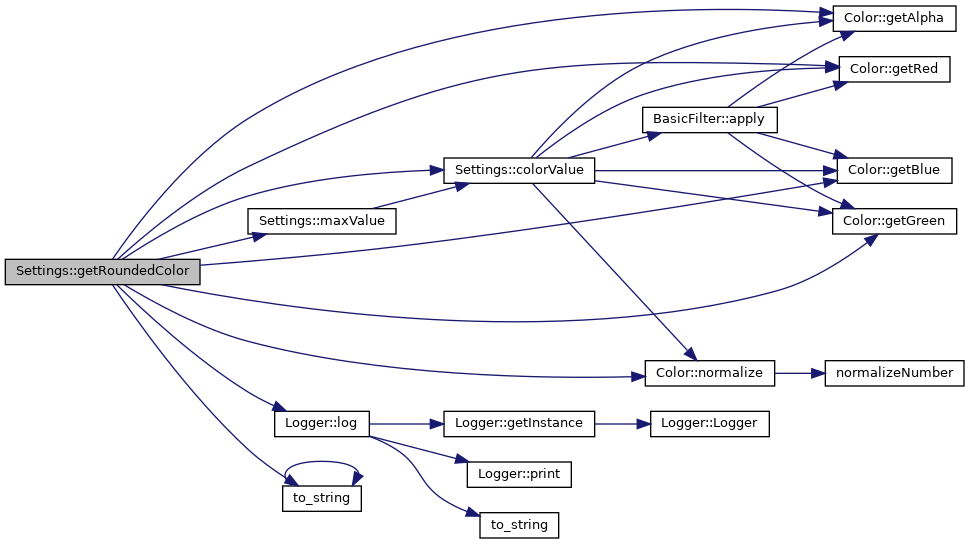 Color::getAlpha
Color::getRed
BasicFilter::apply
Settings::colorValue
Color::getBlue
Settings::maxValue
Color::getGreen
Settings::getRoundedColor
Color::normalize
normalizeNumber
Logger::log
Logger::getInstance
Logger::Logger
Logger::print
to_string
to_string